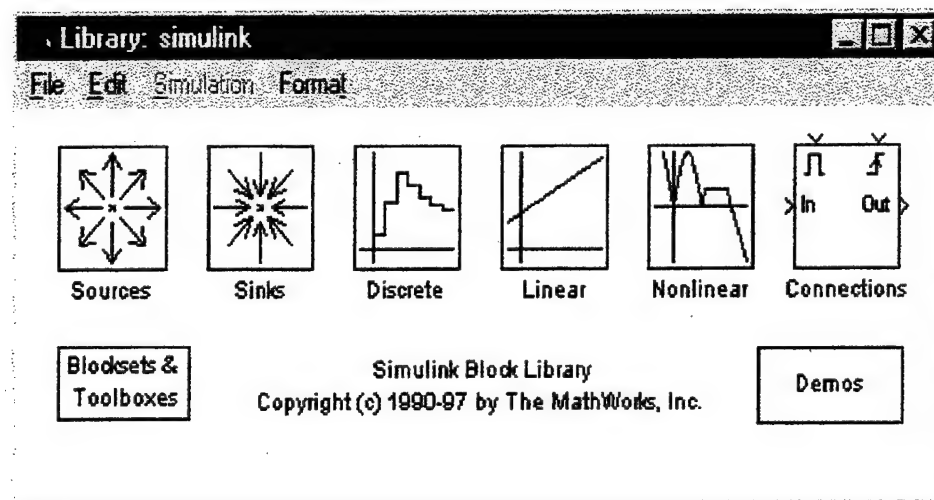 Library: simulink
File Edit Simulation Format
In Out
Sources Sinks Discrete Linear Nonlinear Connections
Blocksets &
Toolboxes
Simulink Block Library
Copyright (c) 1990-97 by The MathWorks, Inc.
Demos